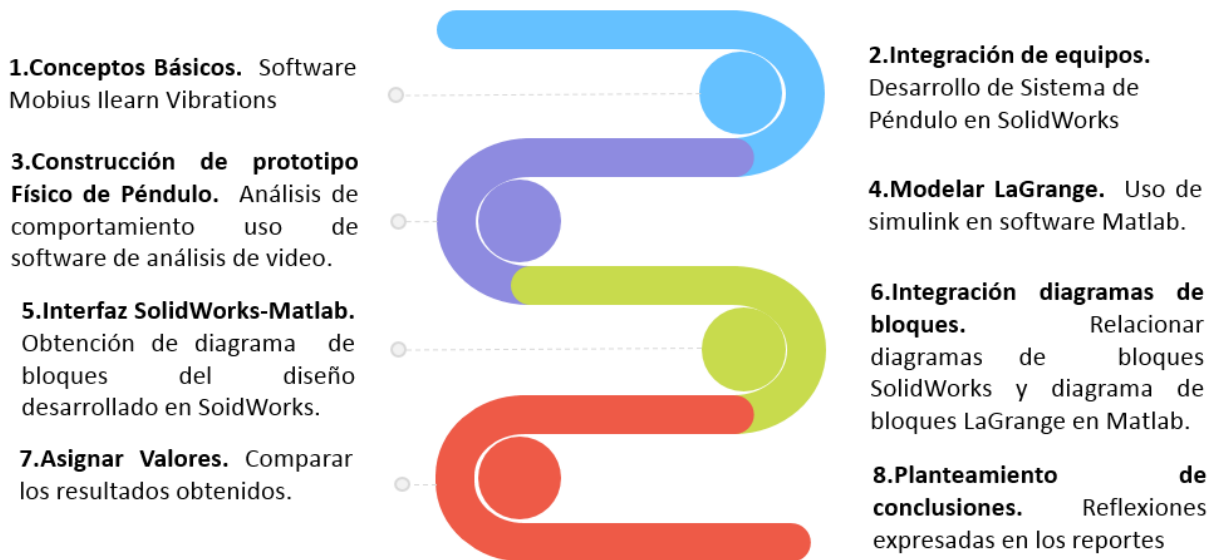 1.Conceptos Básicos. Software
Mobius Ilearn Vibrations
2.Integración de equipos.
Desarrollo de Sistema de
Péndulo en SolidWorks
3.Construcción de prototipo
Físico de Péndulo. Análisis de
comportamiento uso de
software de análisis de video.
4.Modelar LaGrange. Uso de
simulink en software Matlab.
5.Interfaz SolidWorks-Matlab.
Obtención de diagrama de
bloques del diseño
desarrollado en SoidWorks.
6.Integración diagramas de
bloques. Relacionar
diagramas de bloques
SolidWorks y diagrama de
bloques LaGrange en Matlab.
7.Asignar Valores. Comparar
los resultados obtenidos.
8.Planteamiento de
conclusiones. Reflexiones
expresadas en los reportes